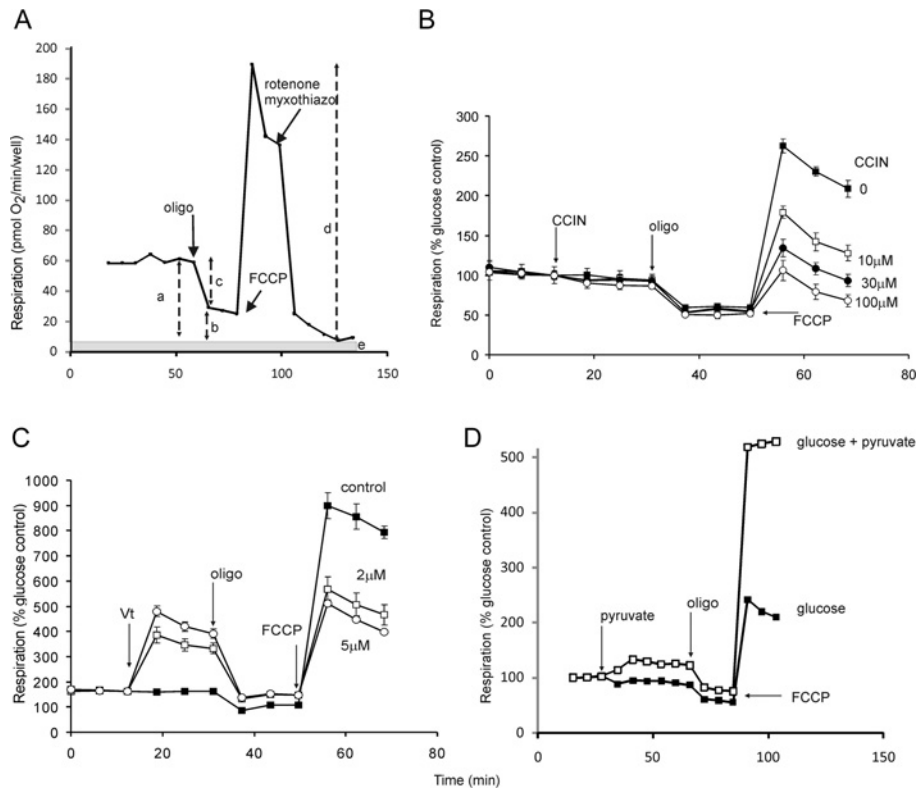 A
Respiration (pmol O2/min/well)
200
180
160
140
120
100
80
60
40
20
0
0
50
100
150
oligo
a
c
b
FCCP
rotenone
myxothiazol
d
e
B
Respiration (% glucose control)
300
250
200
150
100
50
0
0
20
40
60
80
CCIN
oligo
FCCP
CCIN
0
10µM
30µM
100µM
C
Respiration (% glucose control)
1000
900
800
700
600
500
400
300
200
100
0
0
20
40
60
80
Vt
oligo
FCCP
control
2µM
5µM
D
Respiration (% glucose control)
500
400
300
200
100
0
0
50
100
150
pyruvate
oligo
FCCP
glucose + pyruvate
glucose
Time (min)